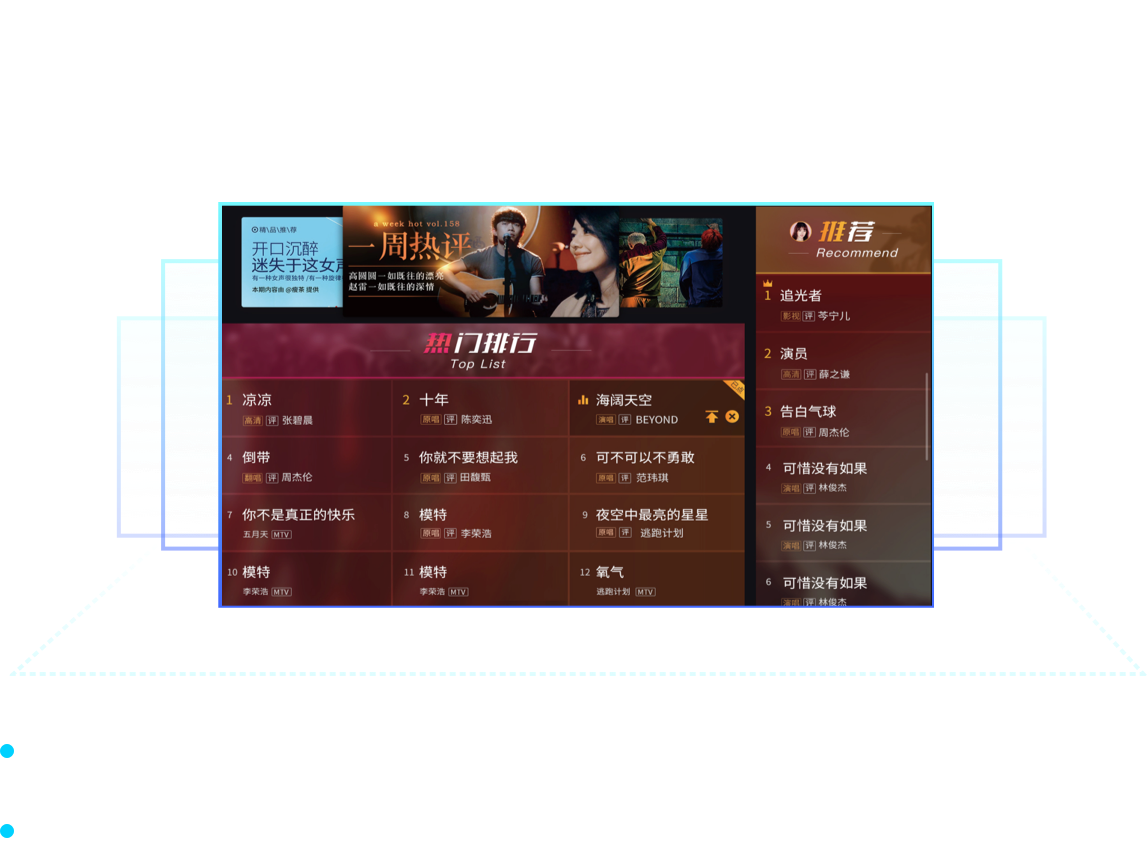 精\品\推\荐
开口沉醉
迷失于这女声
有一种女声很独特 /有一种旋律
本期内容由 @瘦茶 提供
a week hot vol.158
一周热评
高圆圆一如既往的漂亮
赵雷一如既往的深情
热门排行
Top List
1 凉凉
高清 评 张碧晨
2 十年
原唱 评 陈奕迅
海阔天空
演唱 评 BEYOND
4 倒带
翻唱 评 周杰伦
5 你就不要想起我
原唱 评 田馥甄
6 可不可以不勇敢
原唱 评 范玮琪
7 你不是真正的快乐
五月天 MTV
8 模特
原唱 评 李荣浩
9 夜空中最亮的星星
原唱 评 逃跑计划
10 模特
李荣浩 MTV
11 模特
李荣浩 MTV
12 氧气
逃跑计划 MTV
推荐
Recommend
1 追光者
影视 评 芩宁儿
2 演员
高清 评 薛之谦
3 告白气球
原唱 评 周杰伦
4 可惜没有如果
演唱 评 林俊杰
5 可惜没有如果
演唱 评 林俊杰
6 可惜没有如果
演唱 评 林俊杰